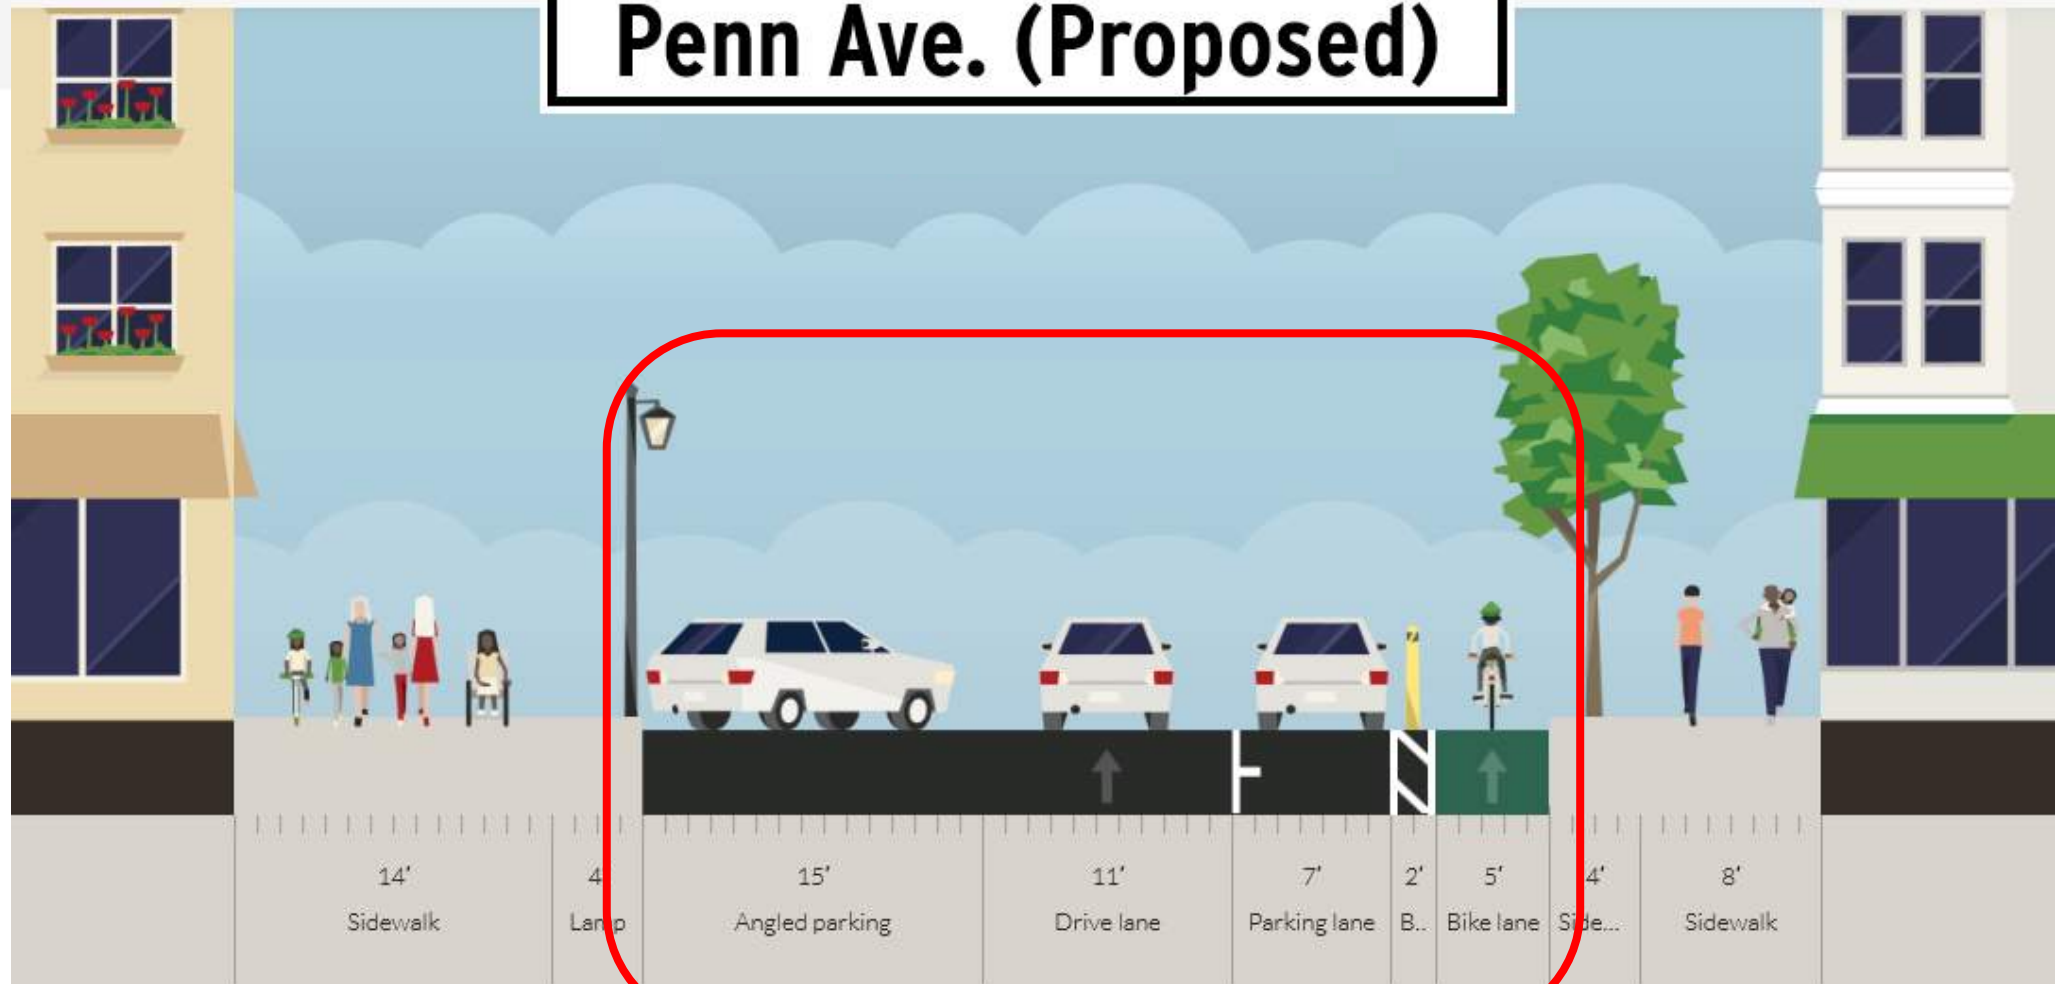 Penn Ave. (Proposed)
14' 4' 15' 11' 7' 2' 5' 4' 8'
Sidewalk Lamp Angled parking Drive lane Parking lane B.. Bike lane Side... Sidewalk